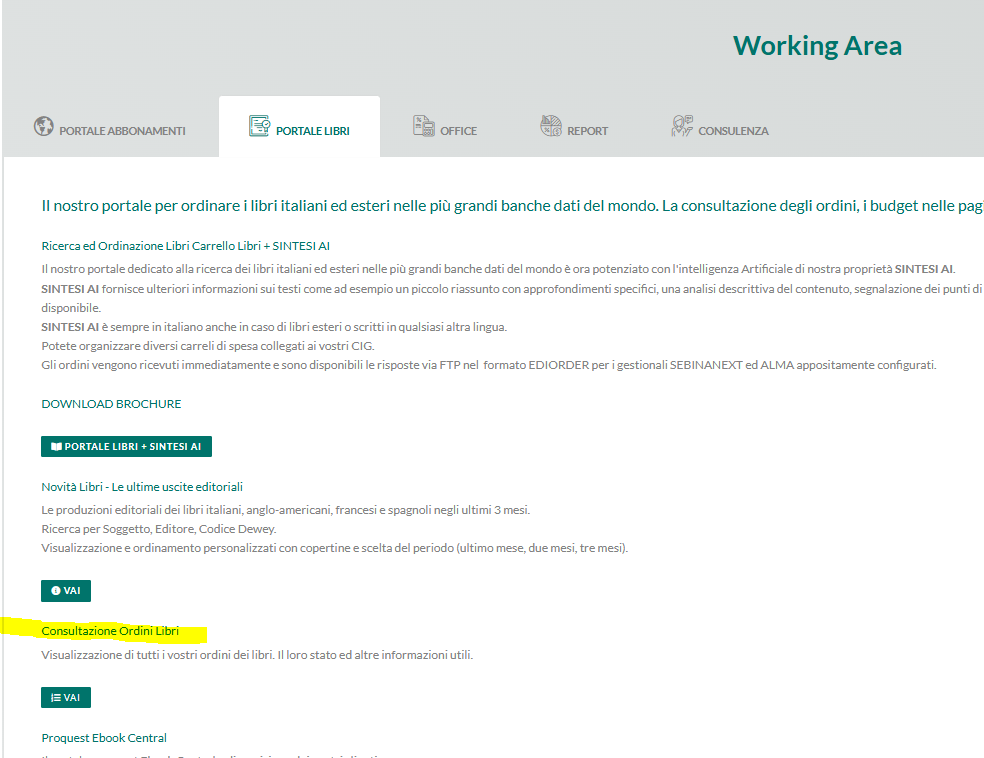 Working Area
PORTALE ABBONAMENTI
PORTALE LIBRI
OFFICE
REPORT
CONSULENZA
Il nostro portale per ordinare i libri italiani ed esteri nelle più grandi banche dati del mondo. La consultazione degli ordini, i budget nelle
Ricerca ed Ordinazione Libri Carrello Libri + SINTESI AI
Il nostro portale dedicato alla ricerca dei libri italiani ed esteri nelle più grandi banche dati del mondo è ora potenziato con l'intelligenza Artificiale di nostra proprietà SINTESI AI.
SINTESI AI fornisce ulteriori informazioni sui testi come ad esempio un piccolo riassunto con approfondimenti specifici, una analisi descrittiva del contenuto, segnalazione dei punti di
disponibile.
SINTESI AI è sempre in italiano anche in caso di libri esteri o scritti in qualsiasi altra lingua.
Potete organizzare diversi carreli di spesa collegati ai vostri CIG.
Gli ordini vengono ricevuti immediatamente e sono disponibili le risposte via FTP nel formato EDIORDER per i gestionali SEBINANEXT ed ALMA appositamente configurati.
DOWNLOAD BROCHURE
PORTALE LIBRI + SINTESI AI
Novità Libri - Le ultime uscite editoriali
Le produzioni editoriali dei libri italiani, anglo-americani, francesi e spagnoli negli ultimi 3 mesi.
Ricerca per Soggetto, Editore, Codice Dewey.
Visualizzazione e ordinamento personalizzati con copertine e scelta del periodo (ultimo mese, due mesi, tre mesi).
VAI
Consultazione Ordini Libri
Visualizzazione di tutti i vostri ordini dei libri. Il loro stato ed altre informazioni utili.
VAI
Proquest Ebook Central